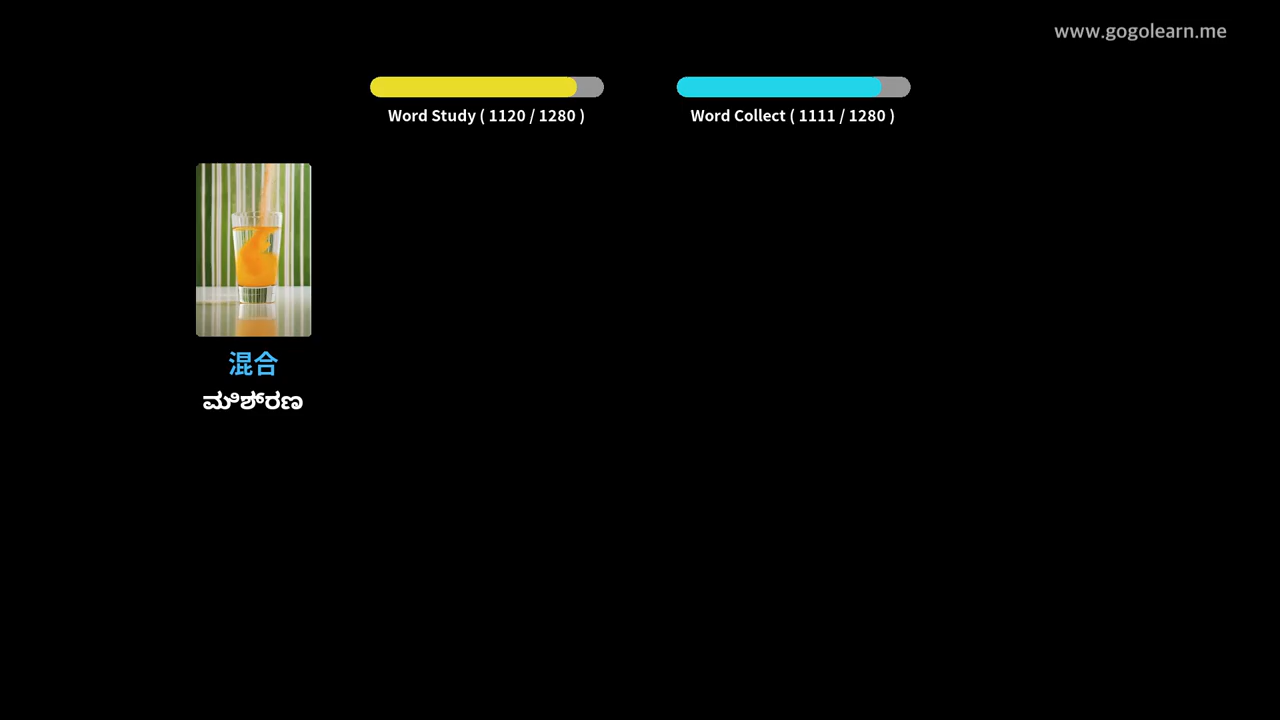 www.gogolearn.me
Word Study ( 1120 / 1280 )
Word Collect ( 1111 / 1280 )
混合
ಮಿಶ್ರಣ